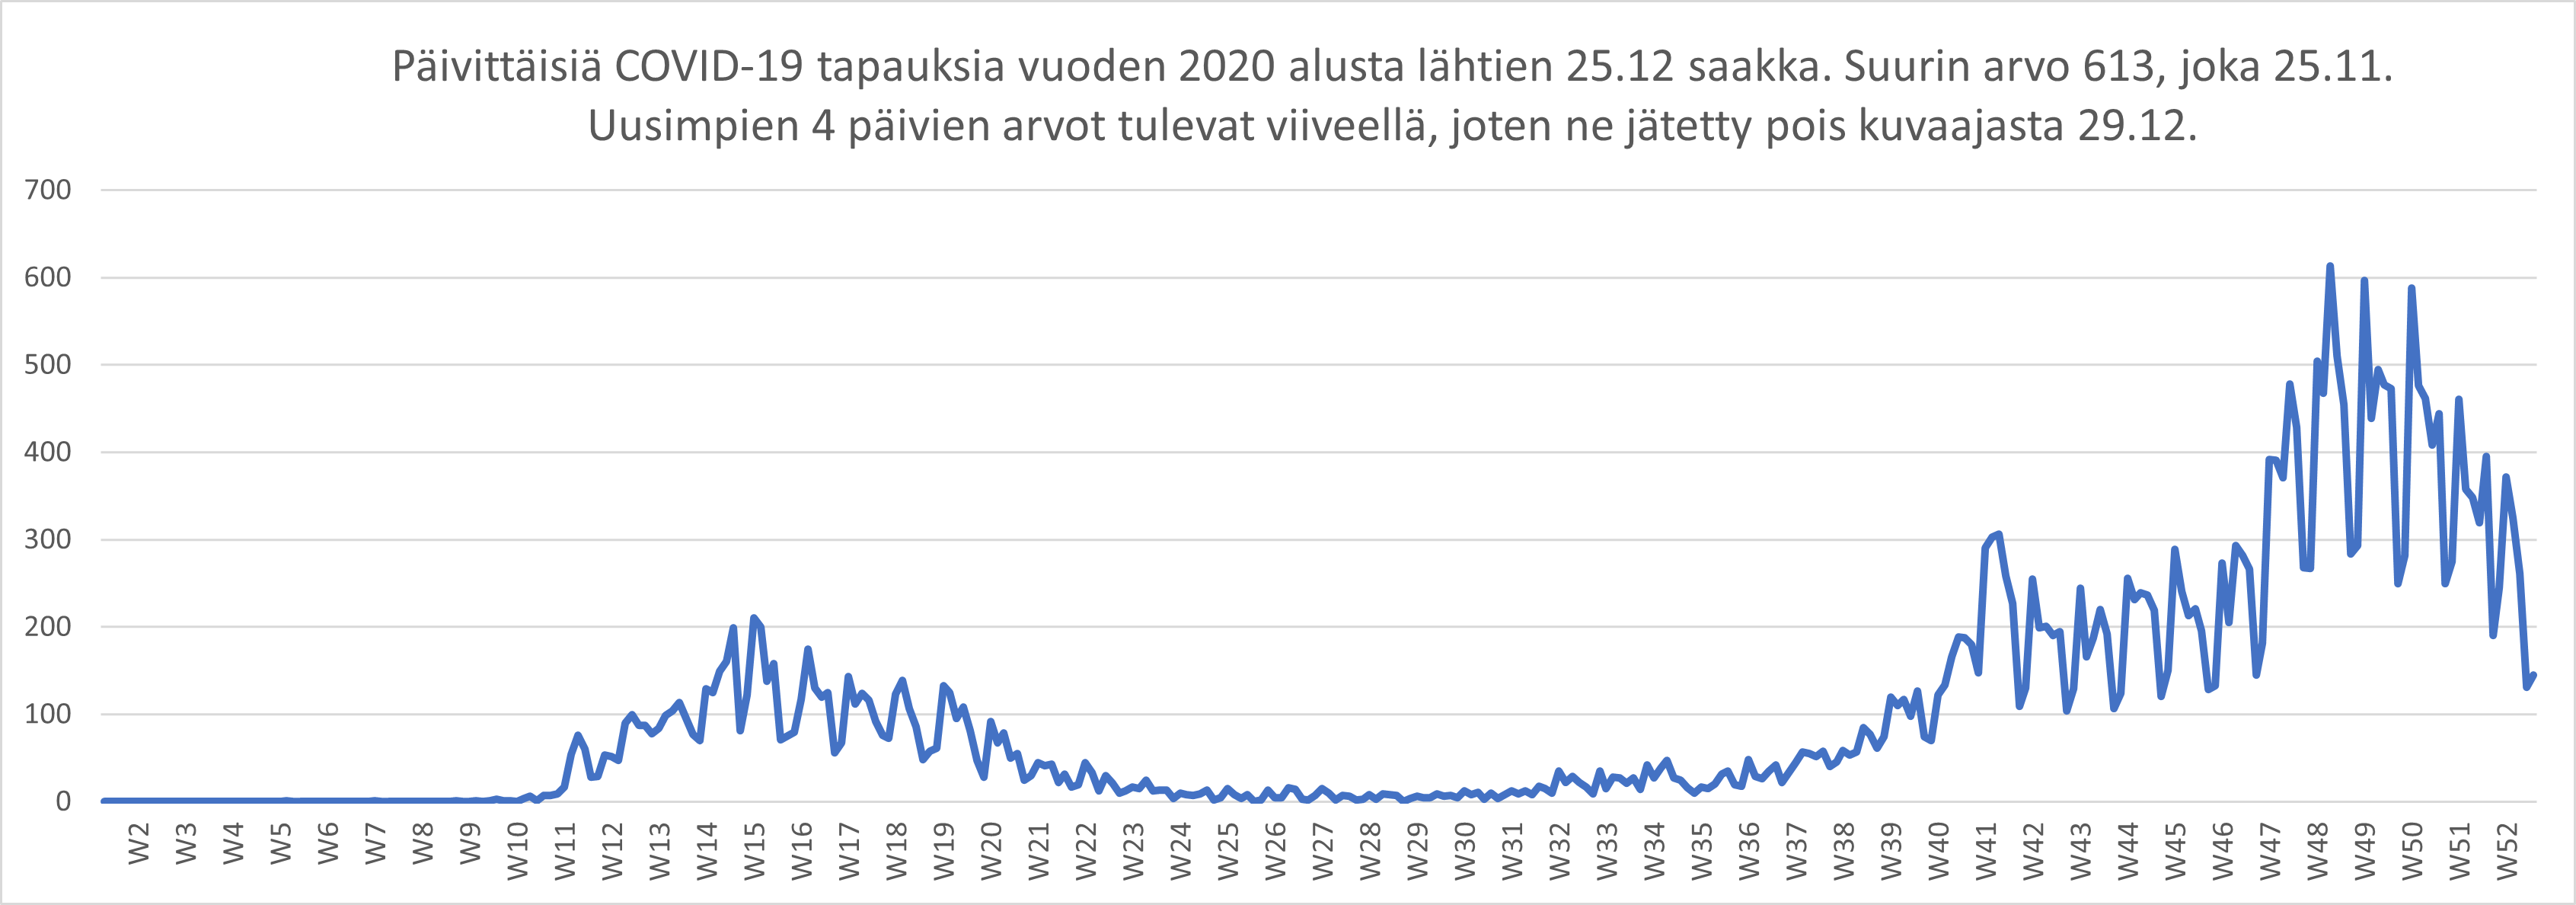 Päivittäisiä COVID-19 tapauksia vuoden 2020 alusta lähtien 25.12 saakka. Suurin arvo 613, joka 25.11.
Uusimpien 4 päivien arvot tulevat viiveellä, joten ne jätetty pois kuvaajasta 29.12.
700
600
500
400
300
200
100
0
W2 W3 W4 W5 W6 W7 W8 W9 W10 W11 W12 W13 W14 W15 W16 W17 W18 W19 W20 W21 W22 W23 W24 W25 W26 W27 W28 W29 W30 W31 W32 W33 W34 W35 W36 W37 W38 W39 W40 W41 W42 W43 W44 W45 W46 W47 W48 W49 W50 W51 W52